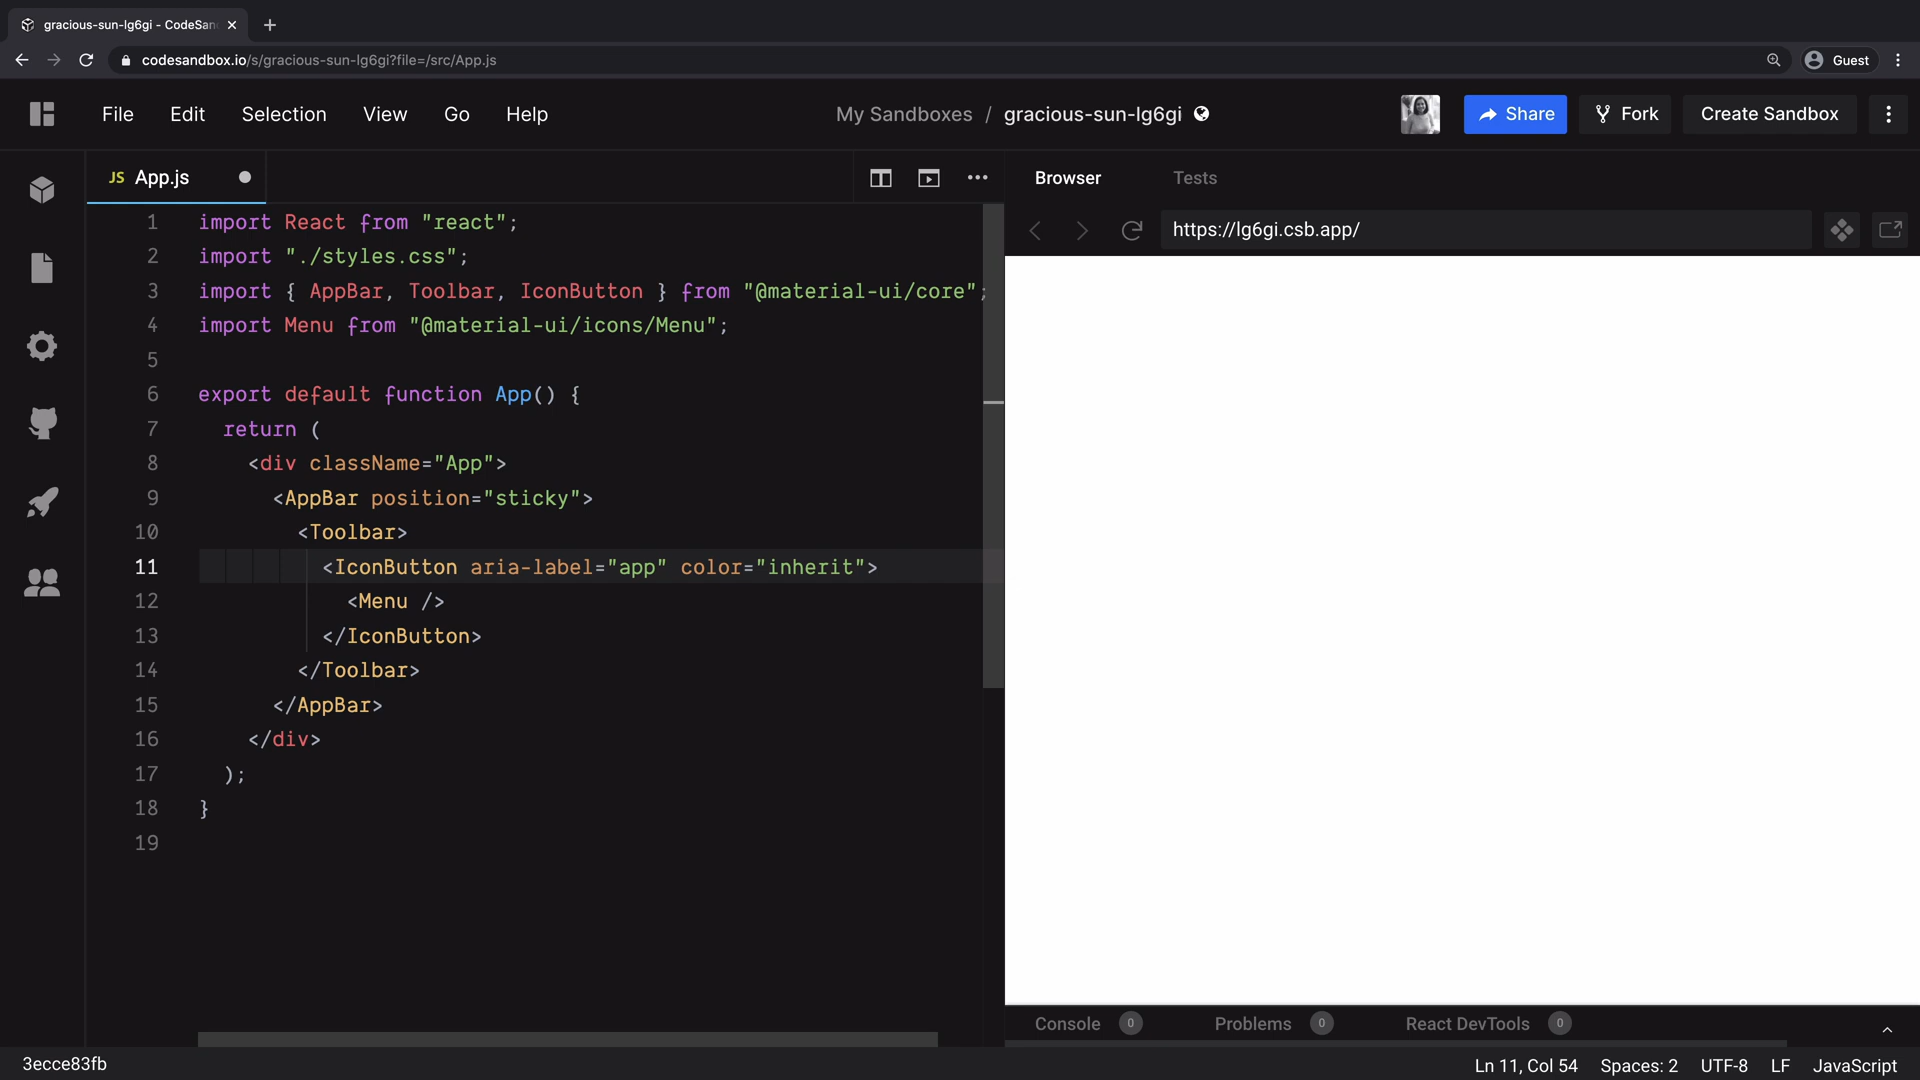 gracious-sun-lg6gi - CodeSan
codesandbox.io/s/gracious-sun-lg6gi?file=/src/App.js
Guest
File Edit Selection View Go Help
My Sandboxes / gracious-sun-lg6gi
Share
Fork
Create Sandbox
JS App.js
Browser
Tests
https://lg6gi.csb.app/
1 import React from "react";
2 import "./styles.css";
3 import { AppBar, Toolbar, IconButton } from "@material-ui/core";
4 import Menu from "@material-ui/icons/Menu";
5
6 export default function App() {
7 return (
8 <div className="App">
9 <AppBar position="sticky">
10 <Toolbar>
11 <IconButton aria-label="app" color="inherit">
12 <Menu />
13 </IconButton>
14 </Toolbar>
15 </AppBar>
16 </div>
17 );
18 }
19
Console 0
Problems 0
React DevTools 0
3ecce83fb
Ln 11, Col 54 Spaces: 2 UTF-8 LF JavaScript